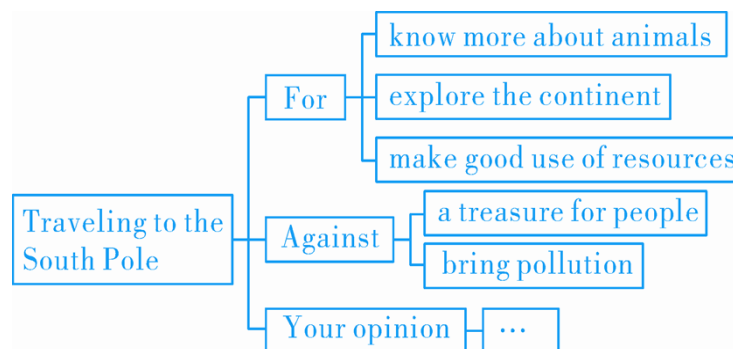 know more about animals
For
explore the continent
make good use of resources
Traveling to the
South Pole
Against
a treasure for people
bring pollution
Your opinion
…